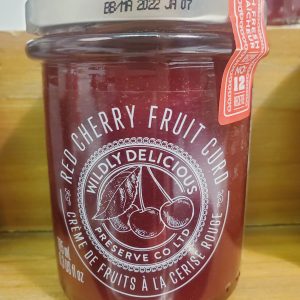 BB/MA 2022 JA 07
RED CHERRY FRUIT CURD
WILDLY DELICIOUS
PRESERVE CO. LTD
CRÈME DE FRUITS À LA CERISE ROUGE